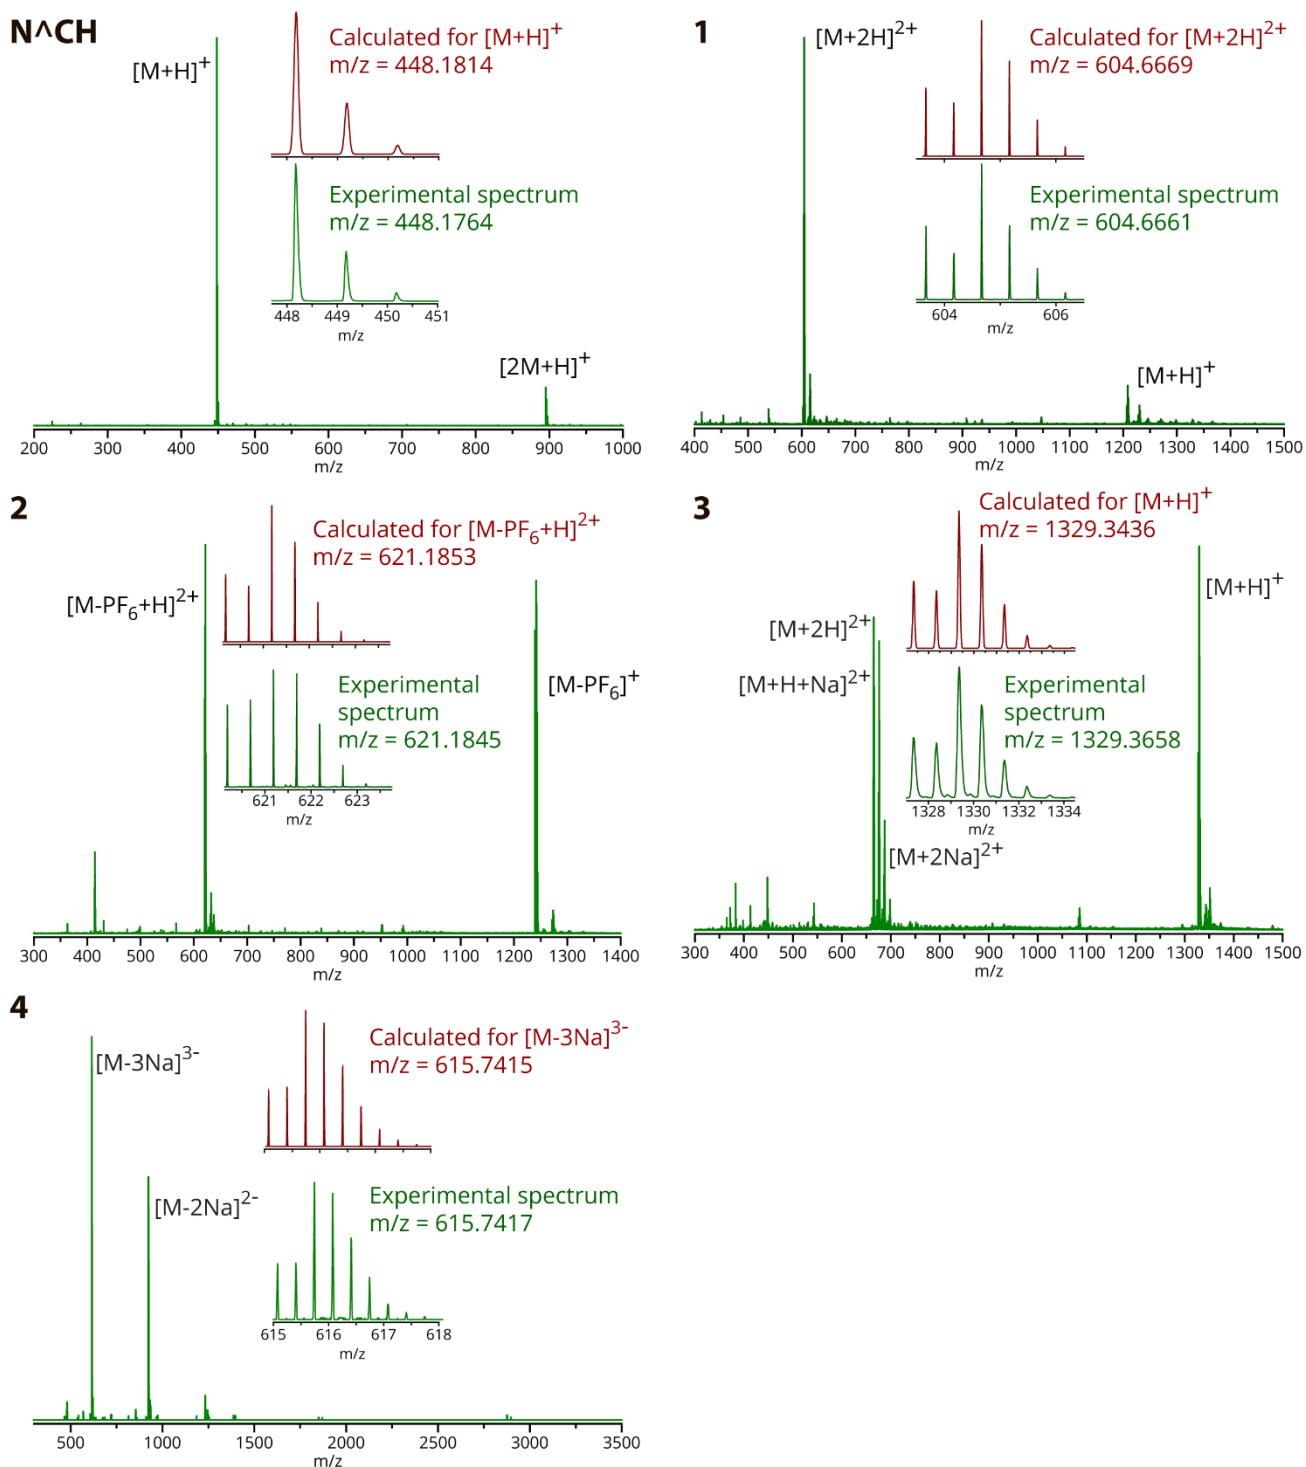 N^CH
[M+H]+
Calculated for [M+H]+
m/z = 448.1814
Experimental spectrum
m/z = 448.1764
448 449 450 451
m/z
[2M+H]+
200 300 400 500 600 700 800 900 1000
m/z
1
[M+2H]2+
Calculated for [M+2H]2+
m/z = 604.6669
Experimental spectrum
m/z = 604.6661
604 606
m/z
[M+H]+
400 500 600 700 800 900 1000 1100 1200 1300 1400 1500
m/z
2
[M-PF6+H]2+
Calculated for [M-PF6+H]2+
m/z = 621.1853
Experimental
spectrum
m/z = 621.1845
621 622 623
m/z
[M-PF6]+
300 400 500 600 700 800 900 1000 1100 1200 1300 1400
m/z
3
Calculated for [M+H]+
m/z = 1329.3436
[M+H]+
[M+2H]2+
[M+H+Na]2+
Experimental
spectrum
m/z = 1329.3658
1328 1330 1332 1334
m/z
[M+2Na]2+
300 400 500 600 700 800 900 1000 1100 1200 1300 1400 1500
m/z
4
[M-3Na]3-
Calculated for [M-3Na]3-
m/z = 615.7415
[M-2Na]2-
Experimental spectrum
m/z = 615.7417
615 616 617 618
m/z
500 1000 1500 2000 2500 3000 3500
m/z